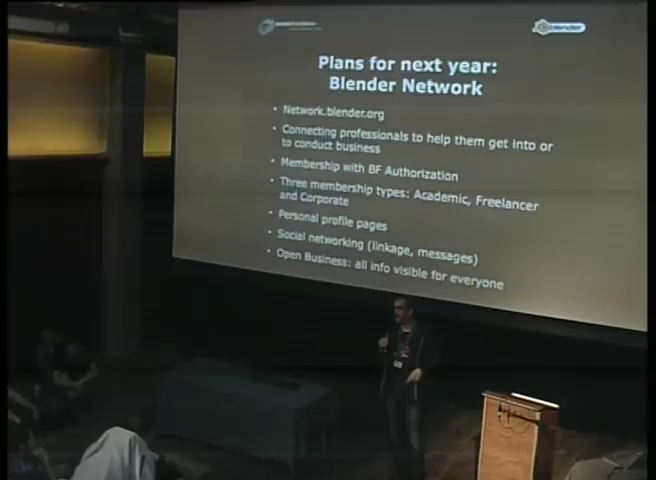 blender
Plans for next year:
Blender Network
• Network.blender.org
• Connecting professionals to help them get into or
to conduct business
• Membership with BF Authorization
• Three membership types: Academic, Freelancer
and Corporate
• Personal profile pages
• Social networking (linkage, messages)
• Open Business: all info visible for everyone